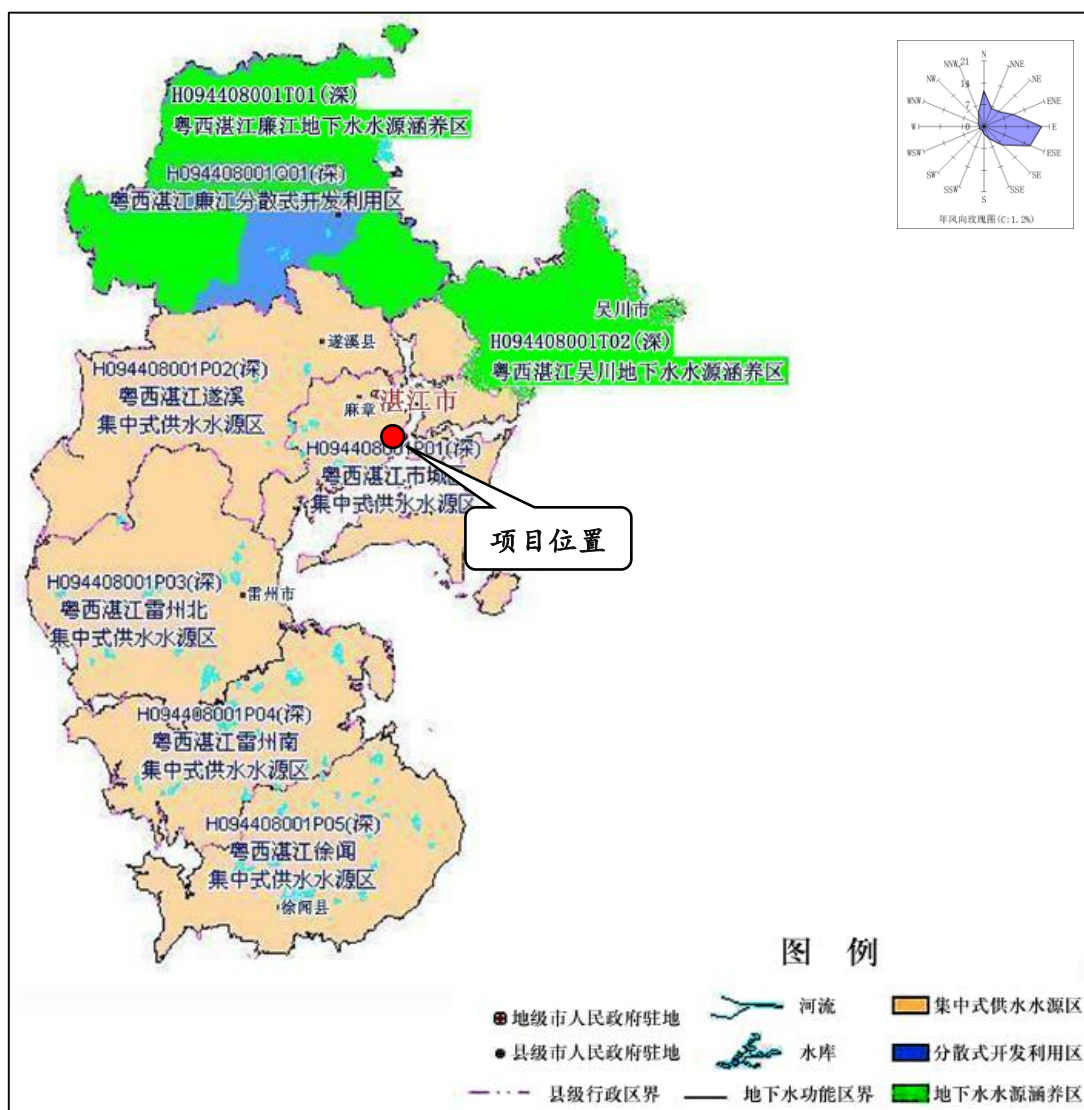 H094408001T01(深)
粤西湛江廉江地下水水源涵养区
H094408001Q01(深)
粤西湛江廉江分散式开发利用区
N
NNE
NE
ENE
E
ESE
SE
SSE
S
SSW
SW
WSW
W
WNW
NW
NNW
21
14
7
0
年风向玫瑰图(C:1.2%)
吴川市
H094408001T02(深)
粤西湛江吴川地下水水源涵养区
遂溪县
H094408001P02(深)
粤西湛江遂溪
集中式供水水源区
麻章
湛江市
H094408001P01(深)
粤西湛江市城区
集中式供水水源区
项目位置
H094408001P03(深)
粤西湛江雷州北
集中式供水水源区
雷州市
H094408001P04(深)
粤西湛江雷州南
集中式供水水源区
H094408001P05(深)
粤西湛江徐闻
集中式供水水源区
徐闻县
图 例
地级市人民政府驻地
河流
集中式供水水源区
县级市人民政府驻地
水库
分散式开发利用区
县级行政区界
地下水功能区界
地下水水源涵养区